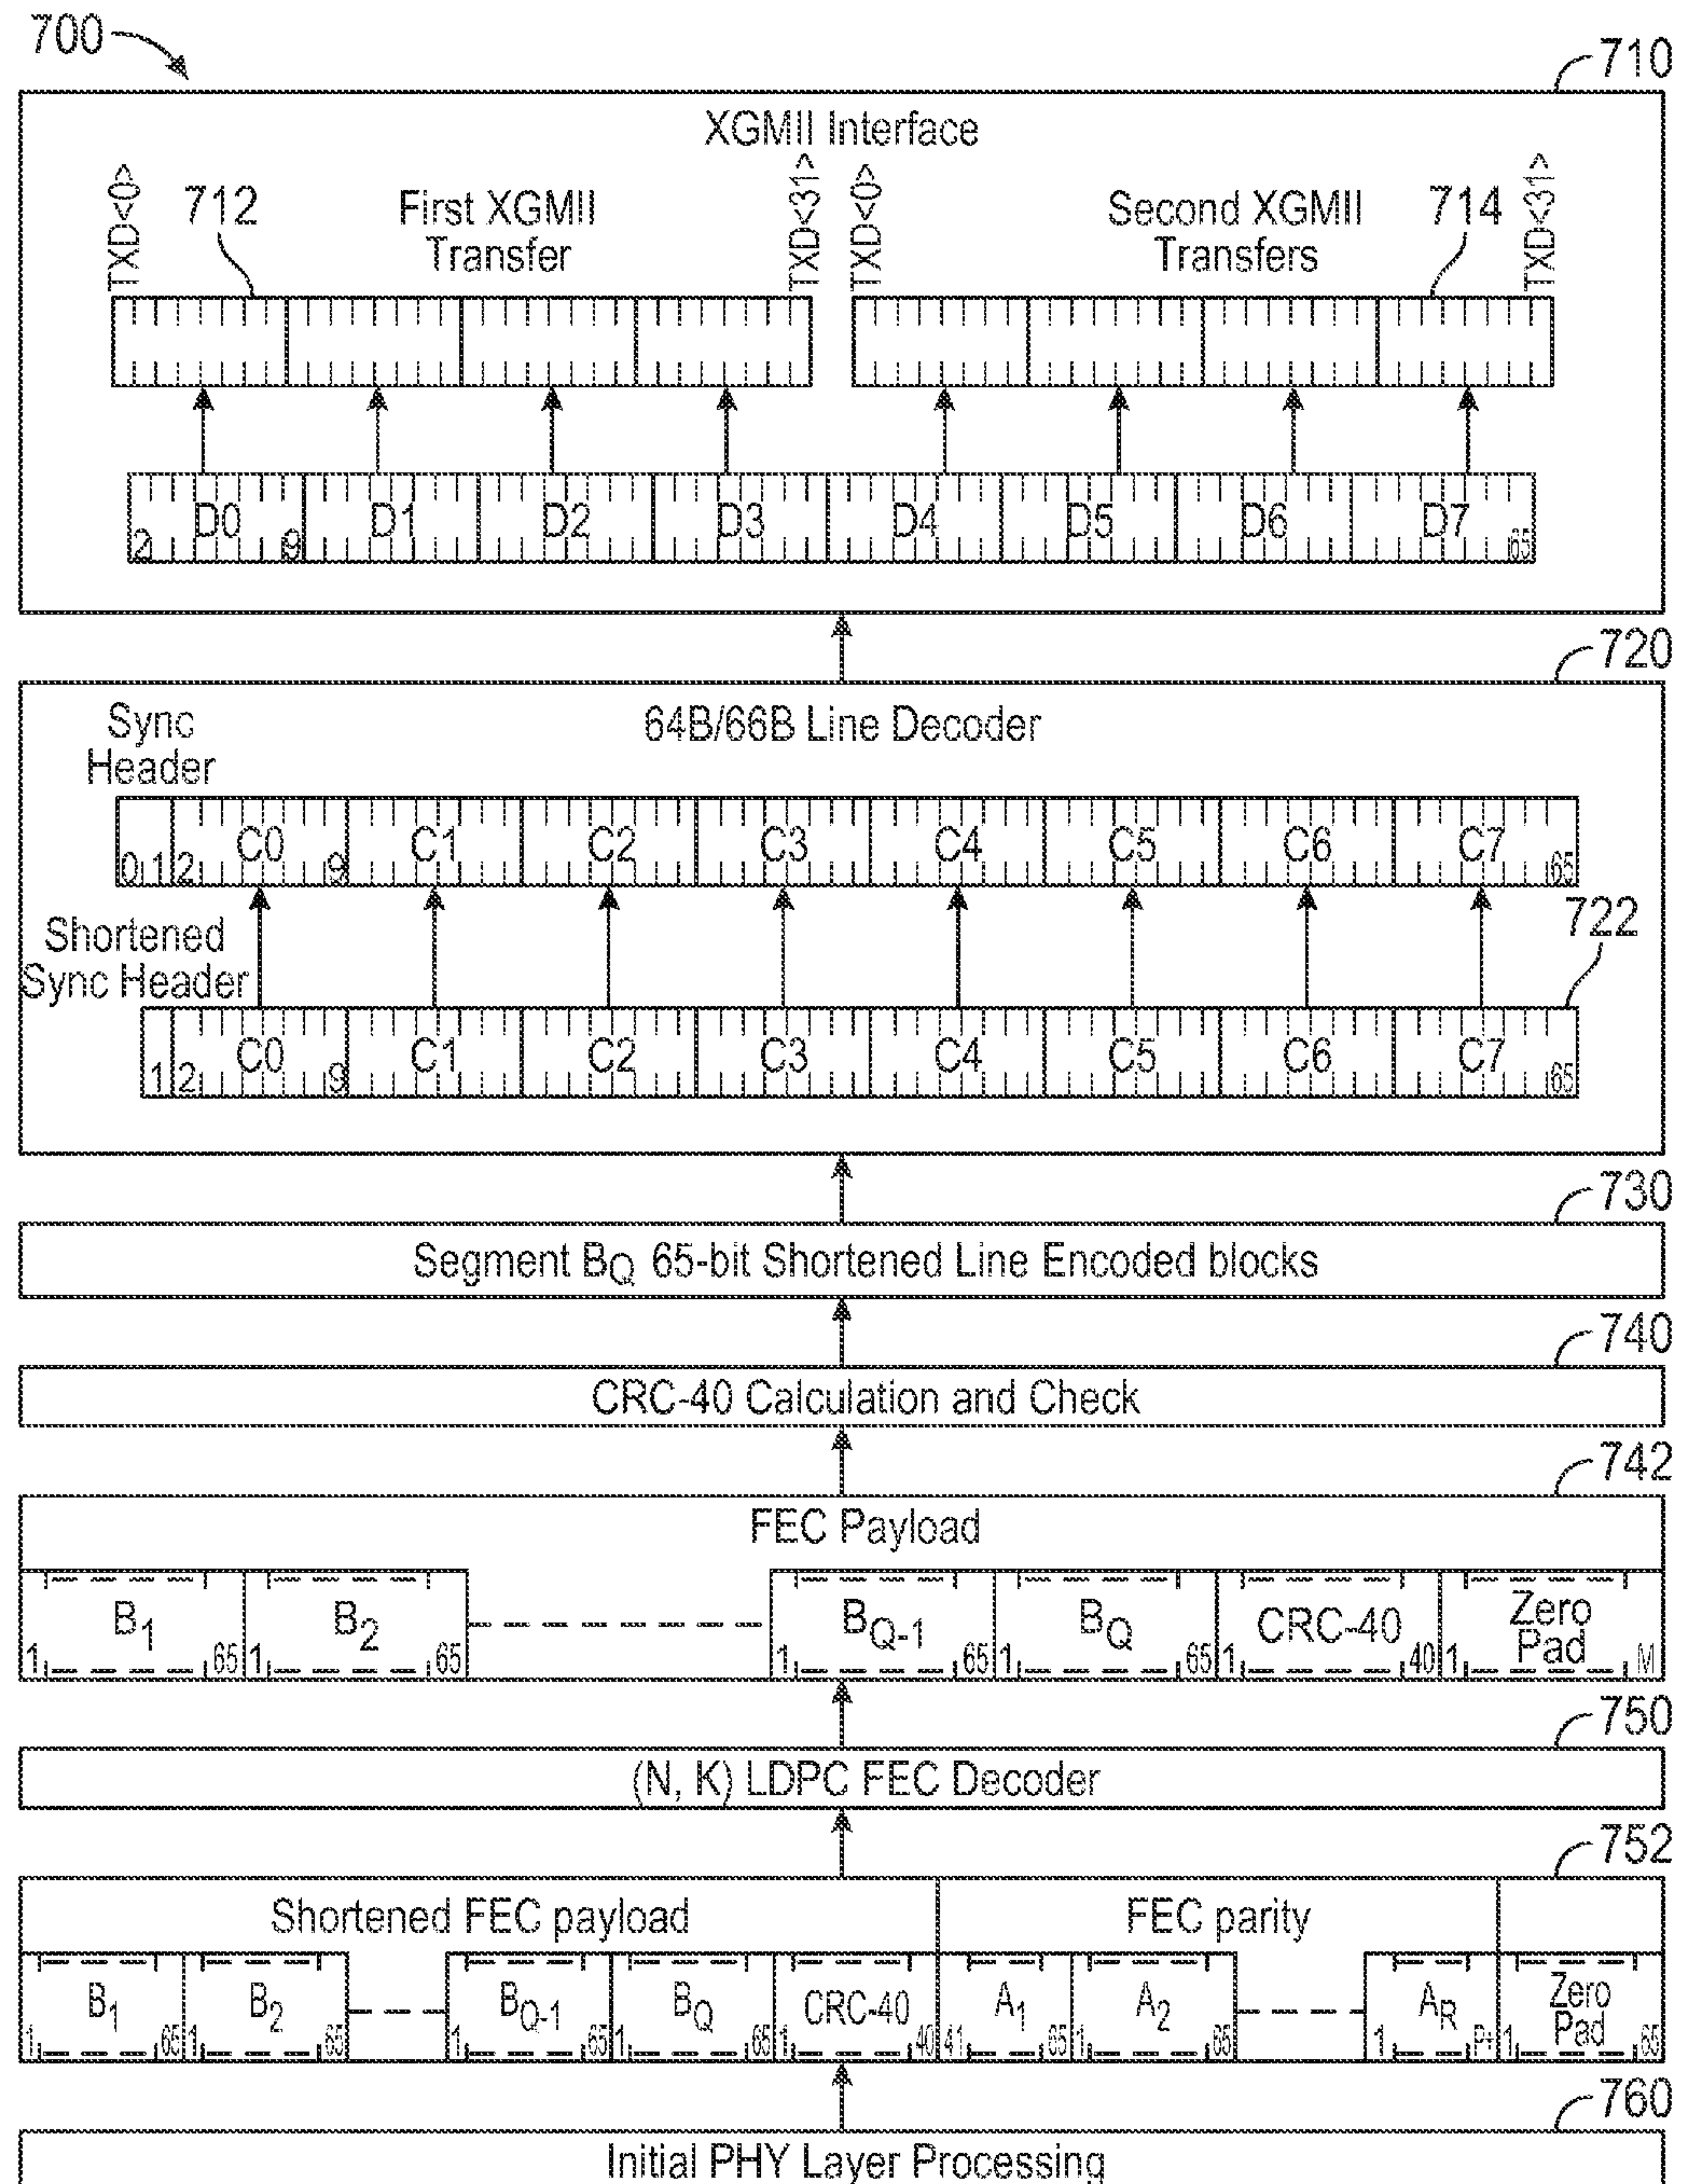 700
710
XGMII Interface
TXD<0>
712
First XGMII
Transfer
TXD<31>
TXD<0>
Second XGMII
Transfers
714
TXD<31>
2 D0 9 D1 D2 D3 D4 D5 D6 D7 65
720
Sync
Header
64B/66B Line Decoder
0 1 2 C0 9 C1 C2 C3 C4 C5 C6 C7 65
Shortened
Sync Header
722
1 2 C0 9 C1 C2 C3 C4 C5 C6 C7 65
730
Segment BQ 65-bit Shortened Line Encoded blocks
740
CRC-40 Calculation and Check
742
FEC Payload
1 B1 65 1 B2 65 1 BQ-1 65 1 BQ 65 1 CRC-40 40 1 Zero Pad M
750
(N, K) LDPC FEC Decoder
752
Shortened FEC payload
FEC parity
1 B1 65 1 B2 65 1 BQ-1 65 1 BQ 65 1 CRC-40 40 41 A1 65 1 A2 65 1 AR 1 Zero Pad 65
760
Initial PHY Layer Processing